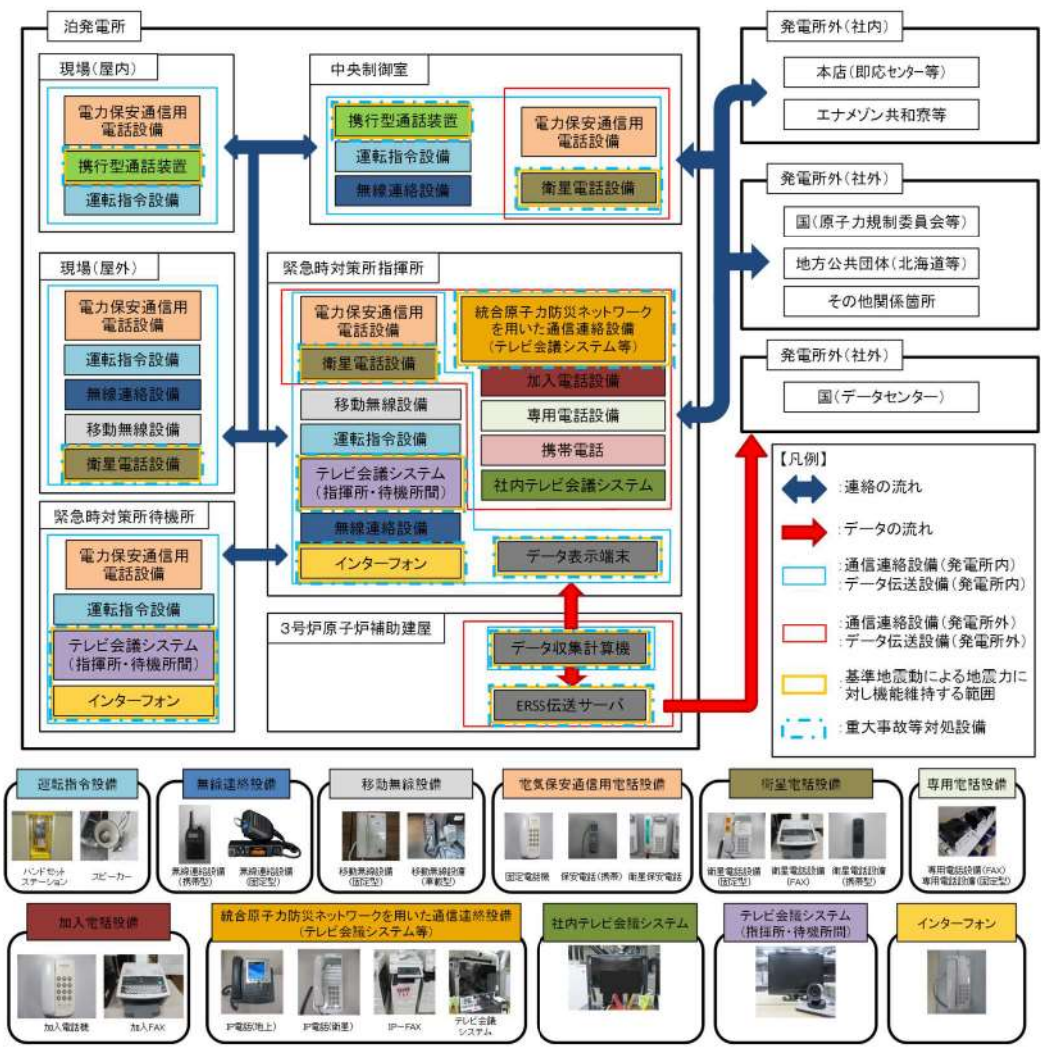 泊発電所
現場(屋内)
電力保安通信用
電話設備
携行型通話装置
運転指令設備
中央制御室
携行型通話装置
運転指令設備
無線連絡設備
電力保安通信用
電話設備
衛星電話設備
現場(屋外)
電力保安通信用
電話設備
運転指令設備
無線連絡設備
移動無線設備
衛星電話設備
緊急時対策所指揮所
電力保安通信用
電話設備
衛星電話設備
移動無線設備
運転指令設備
テレビ会議システム
(指揮所・待機所間)
無線連絡設備
インターフォン
統合原子力防災ネットワーク
を用いた通信連絡設備
(テレビ会議システム等)
加入電話設備
専用電話設備
携帯電話
社内テレビ会議システム
データ表示端末
緊急時対策所待機所
電力保安通信用
電話設備
運転指令設備
テレビ会議システム
(指揮所・待機所間)
インターフォン
3号炉原子炉補助建屋
データ収集計算機
ERSS伝送サーバ
発電所外(社内)
本店(即応センター等)
エナメゾン共和寮等
発電所外(社外)
国(原子力規制委員会等)
地方公共団体(北海道等)
その他関係箇所
発電所外(社外)
国(データセンター)
【凡例】
:連絡の流れ
:データの流れ
:通信連絡設備(発電所内)
:データ伝送設備(発電所内)
:通信連絡設備(発電所外)
:データ伝送設備(発電所外)
:基準地震動による地震力に
対し機能維持する範囲
:重大事故等対処設備
運転指令設備
ハンドセット
ステーション
スピーカー
無線連絡設備
無線連絡設備
(携帯型)
無線連絡設備
(固定型)
移動無線設備
移動無線設備
(固定型)
移動無線設備
(車載型)
電気保安通信用電話設備
固定電話機
保安電話(携帯)
衛星保安電話
衛星電話設備
衛星電話設備
(固定型)
衛星電話設備
(FAX)
衛星電話設備
(携帯型)
専用電話設備
専用電話設備(FAX)
専用電話設備(固定型)
加入電話設備
加入電話機
加入FAX
統合原子力防災ネットワークを用いた通信連絡設備
(テレビ会議システム等)
IP電話(地上)
IP電話(衛星)
IP-FAX
テレビ会議
システム
社内テレビ会議システム
テレビ会議システム
(指揮所・待機所間)
インターフォン